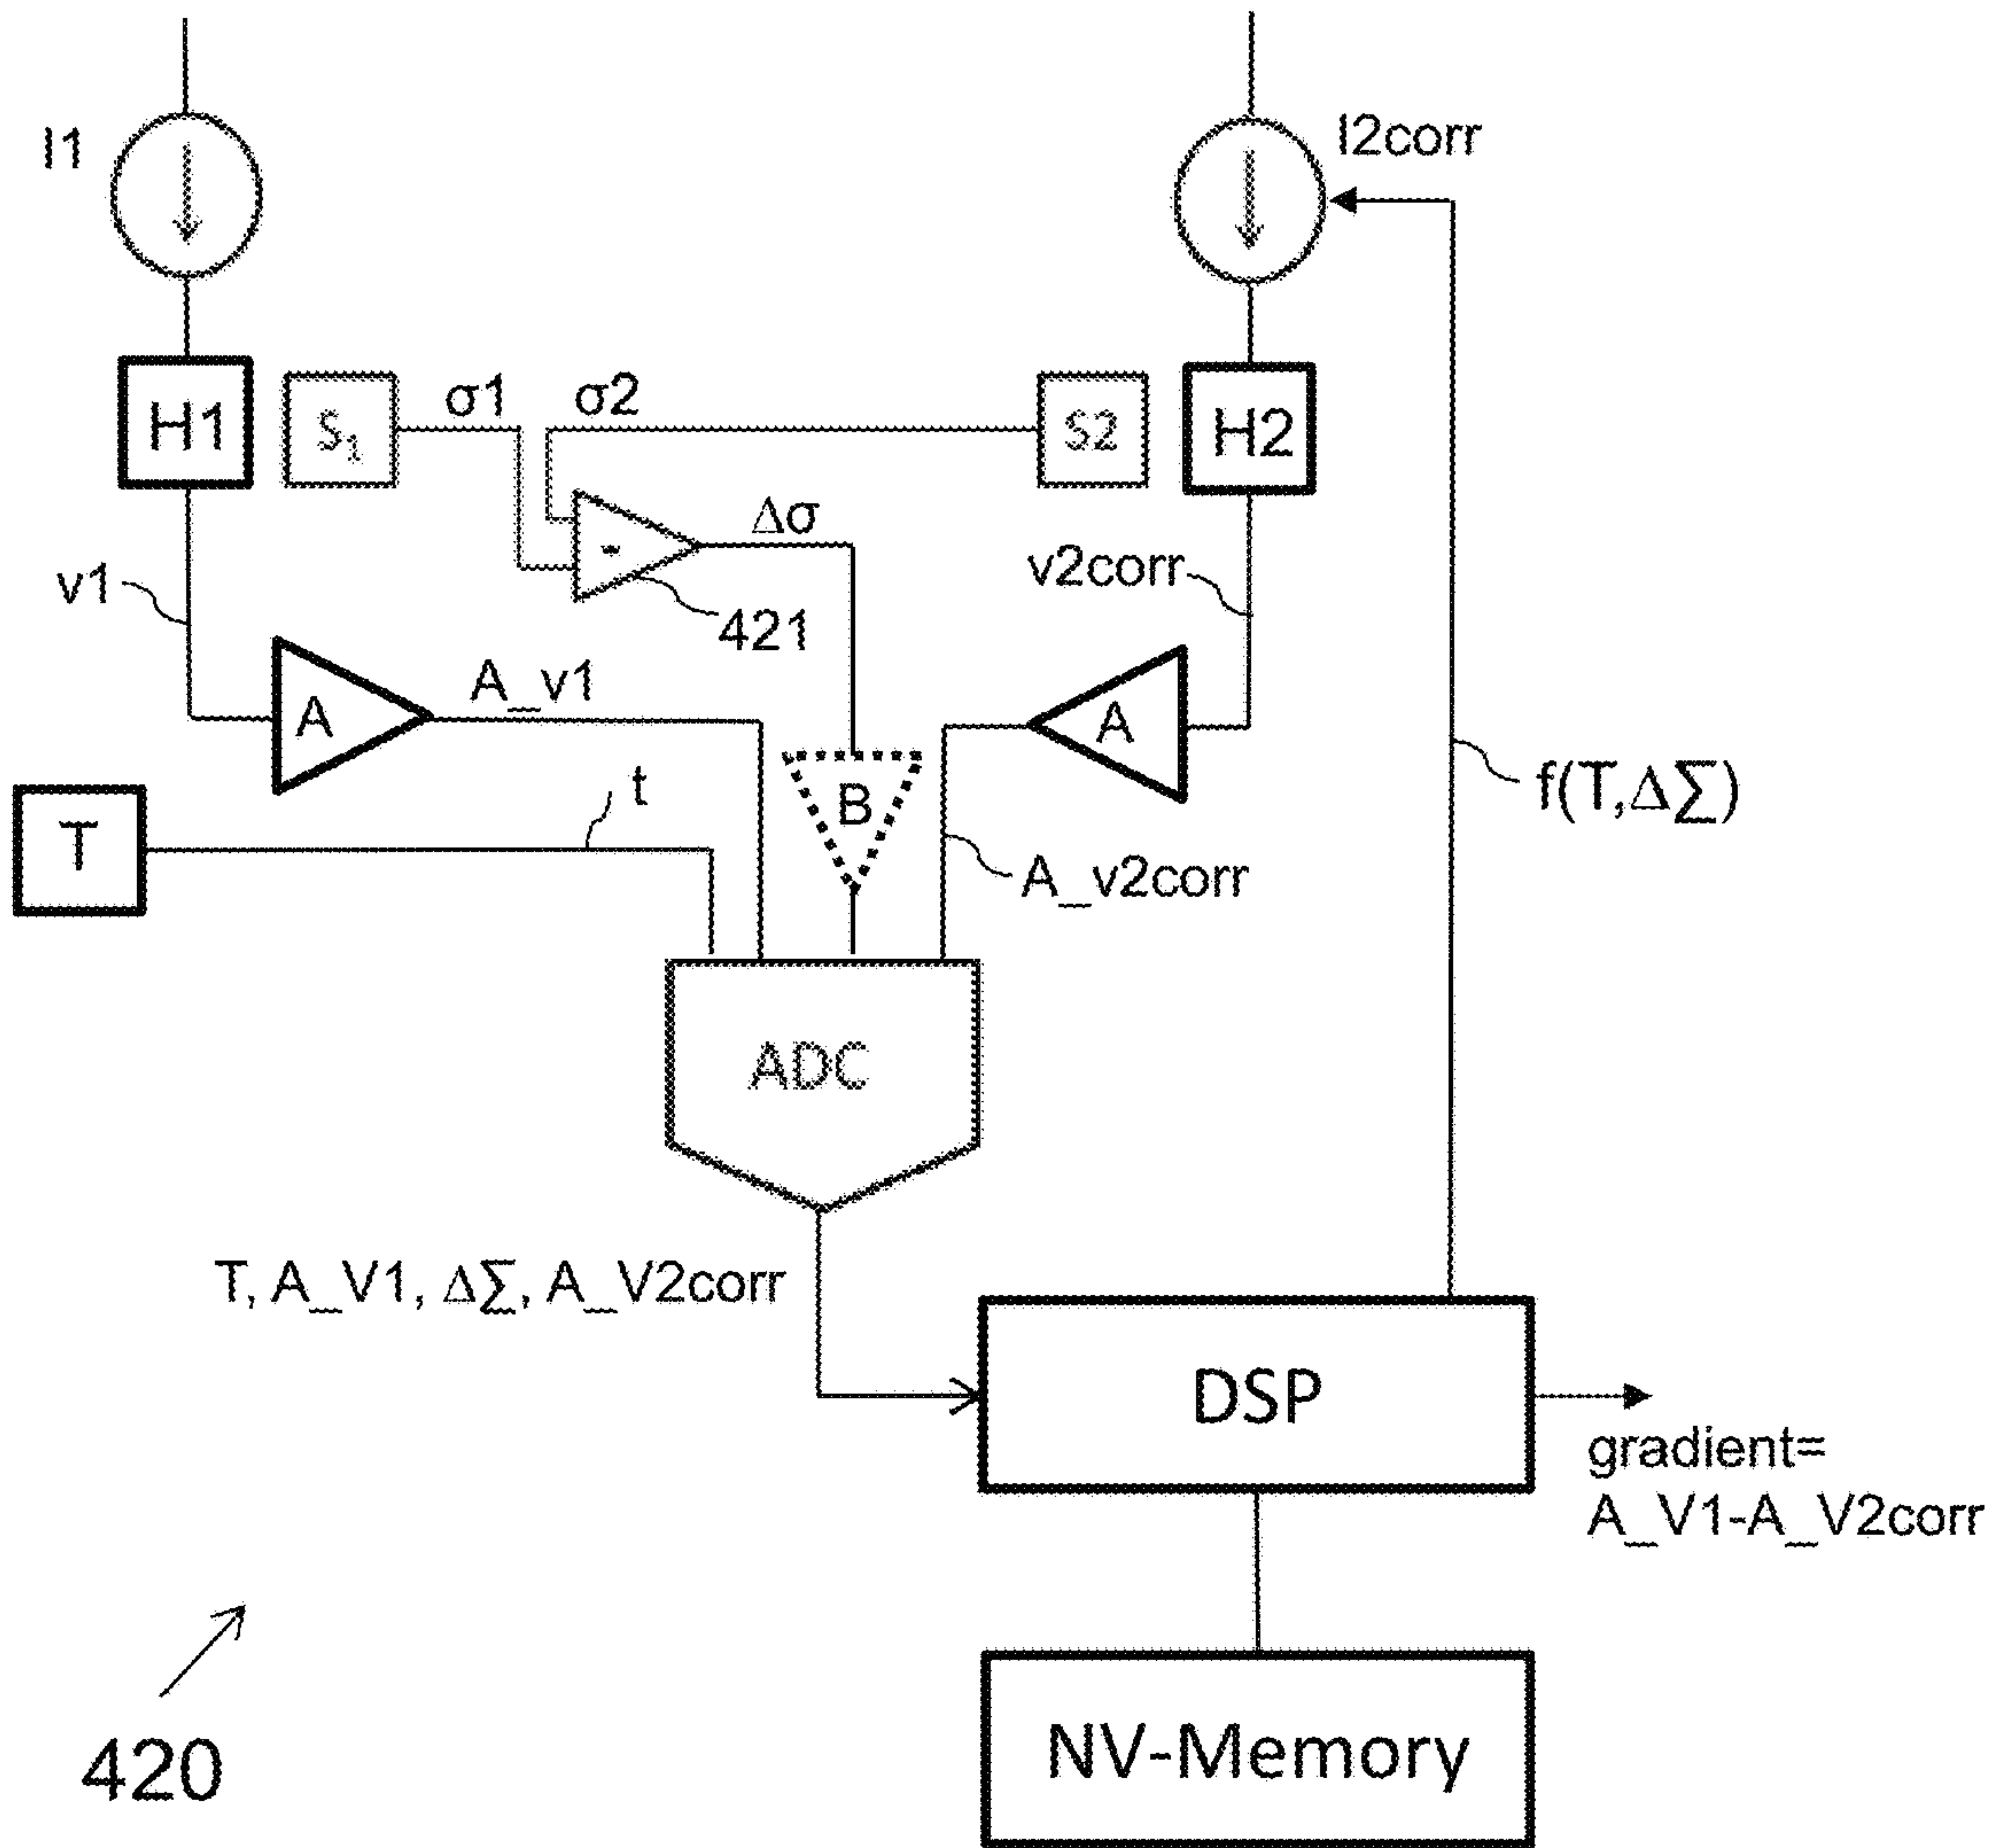 I1
I2corr
H1
S1
σ1
σ2
S2
H2
Δσ
-
v1
v2corr
421
A
A_v1
A
T
t
B
f(T,Δ∑)
A_v2corr
ADC
T, A_V1, Δ∑, A_V2corr
DSP
gradient=
A_V1-A_V2corr
420
NV-Memory